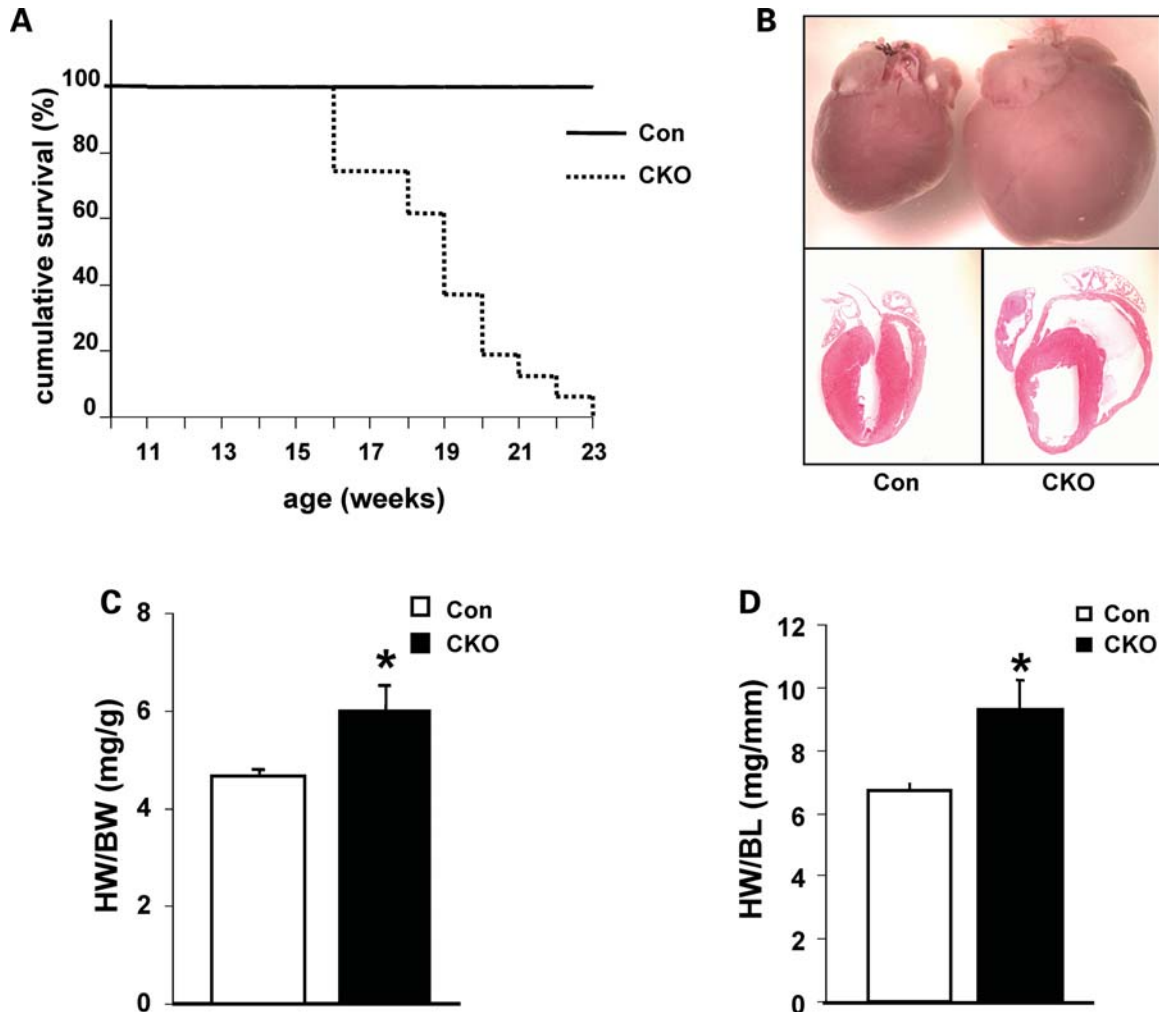 A
cumulative survival (%)
100
80
60
40
20
0
11 13 15 17 19 21 23
age (weeks)
Con
CKO
B
Con CKO
C
HW/BW (mg/g)
8
6
4
2
0
Con
CKO
*
D
HW/BL (mg/mm)
12
10
8
6
4
2
0
Con
CKO
*